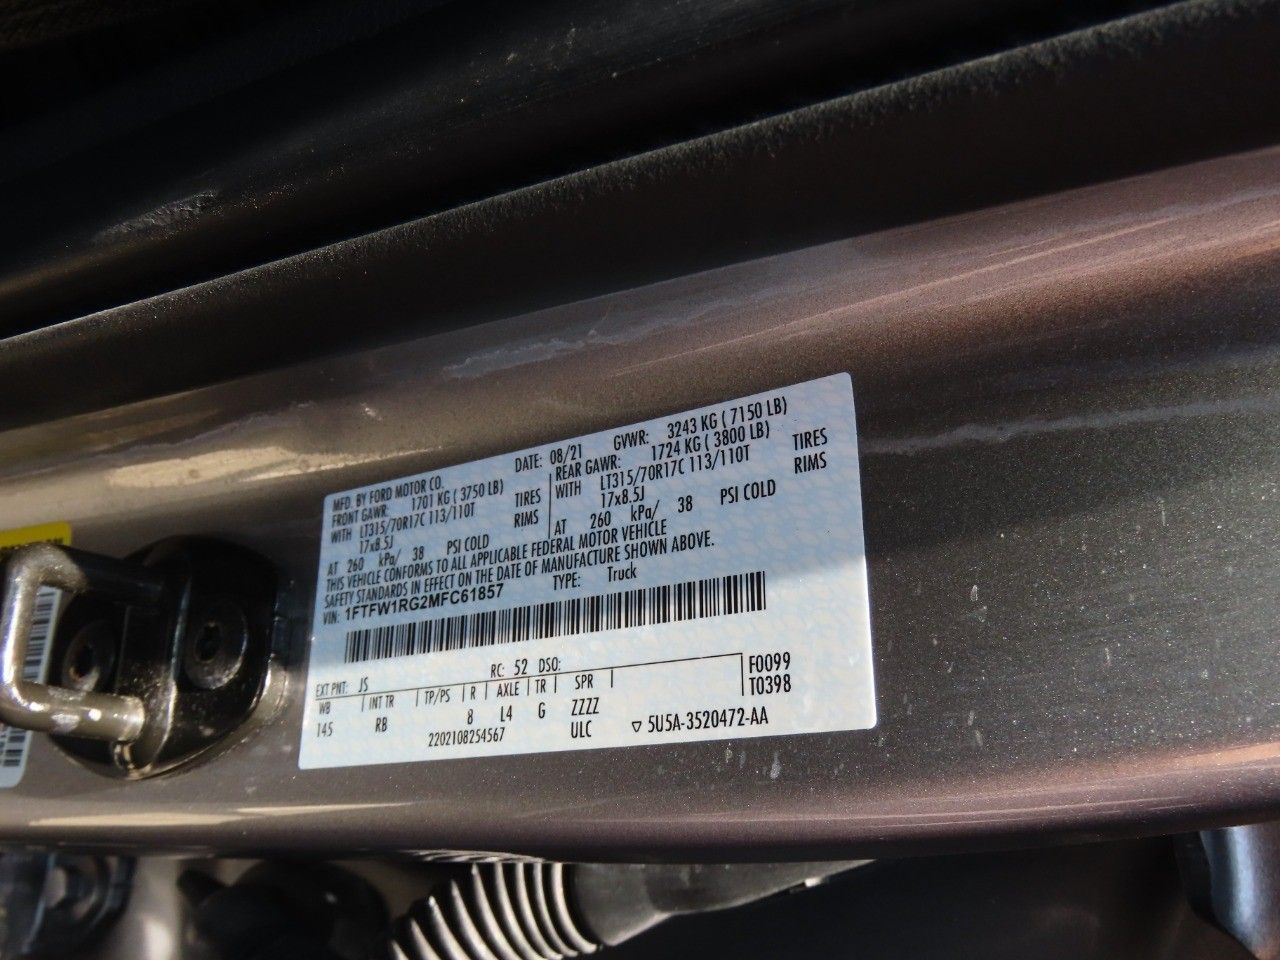 MFD. BY FORD MOTOR CO.
DATE: 08/21 GVWR: 3243 KG ( 7150 LB)
FRONT GAWR: 1701 KG ( 3750 LB) REAR GAWR: 1724 KG ( 3800 LB)
WITH LT315/70R17C 113/110T TIRES WITH LT315/70R17C 113/110T TIRES
17x8.5J RIMS 17x8.5J RIMS
AT 260 kPa/ 38 PSI COLD AT 260 kPa/ 38 PSI COLD
THIS VEHICLE CONFORMS TO ALL APPLICABLE FEDERAL MOTOR VEHICLE
SAFETY STANDARDS IN EFFECT ON THE DATE OF MANUFACTURE SHOWN ABOVE.
VIN: 1FTFW1RG2MFC61857 TYPE: Truck
EXT PNT: JS RC: 52 DSO: F0099
WB INT TR TP/PS R AXLE TR SPR T0398
145 RB 8 L4 G ZZZZ
2202108254567 ULC ▽ 5U5A-3520472-AA